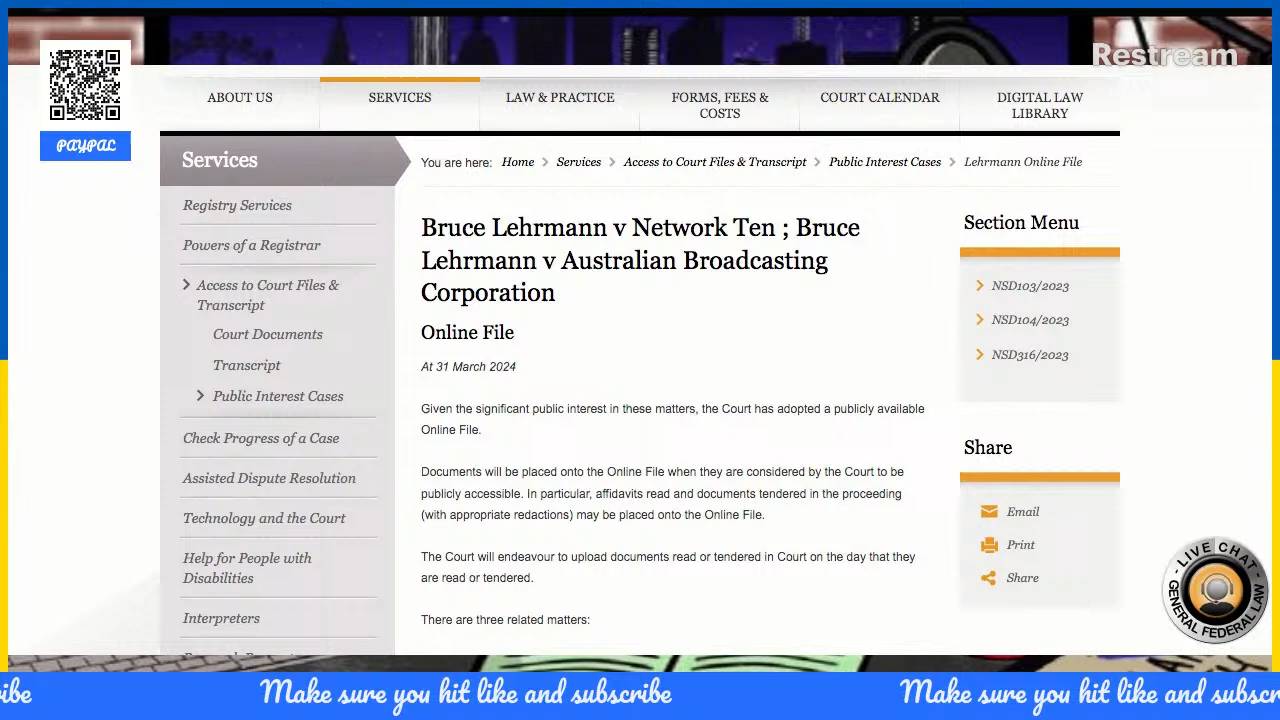 Restream
PAYPAL
ABOUT US
SERVICES
LAW & PRACTICE
FORMS, FEES &
COSTS
COURT CALENDAR
DIGITAL LAW
LIBRARY
Services
You are here: Home > Services > Access to Court Files & Transcript > Public Interest Cases > Lehrmann Online File
Registry Services
Powers of a Registrar
Access to Court Files &
Transcript
Court Documents
Transcript
Public Interest Cases
Check Progress of a Case
Assisted Dispute Resolution
Technology and the Court
Help for People with
Disabilities
Interpreters
Bruce Lehrmann v Network Ten ; Bruce
Lehrmann v Australian Broadcasting
Corporation
Online File
At 31 March 2024
Given the significant public interest in these matters, the Court has adopted a publicly available
Online File.
Documents will be placed onto the Online File when they are considered by the Court to be
publicly accessible. In particular, affidavits read and documents tendered in the proceeding
(with appropriate redactions) may be placed onto the Online File.
The Court will endeavour to upload documents read or tendered in Court on the day that they
are read or tendered.
There are three related matters:
Section Menu
NSD103/2023
NSD104/2023
NSD316/2023
Share
Email
Print
Share
- LIVE CHAT -
GENERAL FEDERAL LAW
ibe
Make sure you hit like and subscribe
Make sure you hit like and subscr